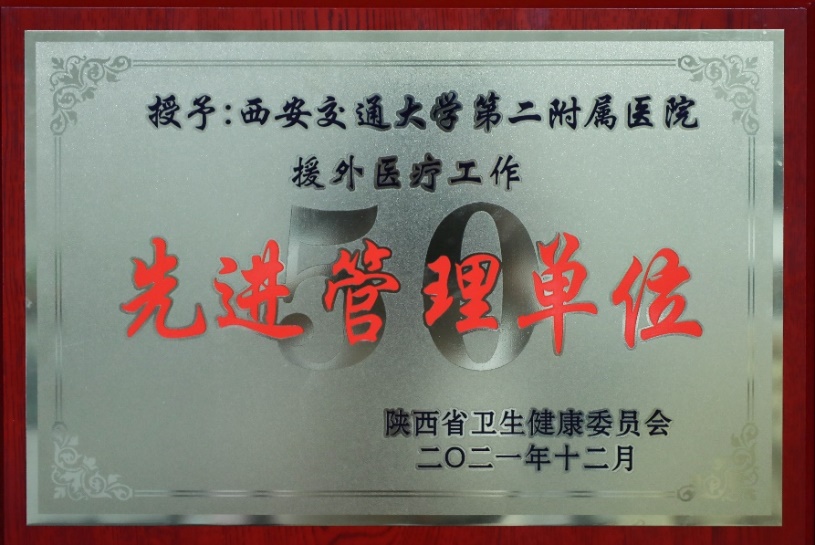 授予:西安交通大学第二附属医院
援外医疗工作
50
先进管理单位
陕西省卫生健康委员会
二〇二一年十二月